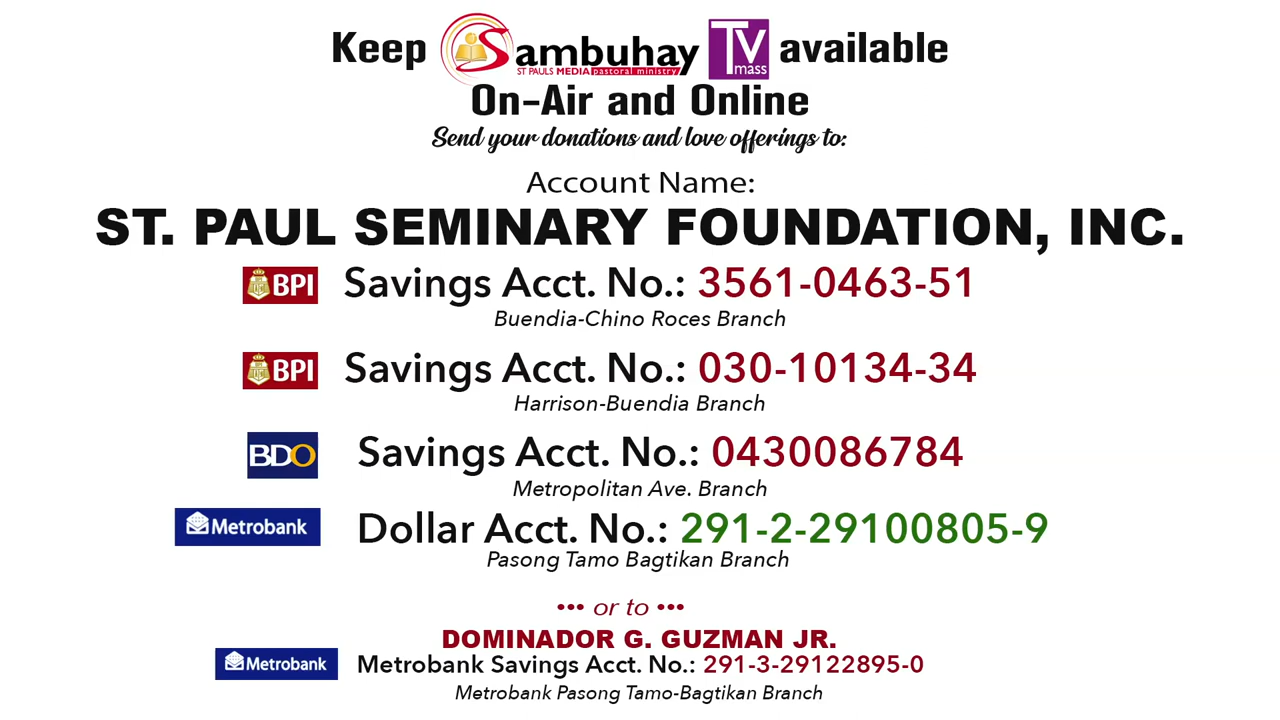 Keep Sambuhay TV mass available
ST PAULS MEDIA pastoral ministry
On-Air and Online
Send your donations and love offerings to:
Account Name:
ST. PAUL SEMINARY FOUNDATION, INC.
BPI Savings Acct. No.: 3561-0463-51
Buendia-Chino Roces Branch
BPI Savings Acct. No.: 030-10134-34
Harrison-Buendia Branch
BDO Savings Acct. No.: 0430086784
Metropolitan Ave. Branch
Metrobank Dollar Acct. No.: 291-2-29100805-9
Pasong Tamo Bagtikan Branch
••• or to •••
DOMINADOR G. GUZMAN JR.
Metrobank Metrobank Savings Acct. No.: 291-3-29122895-0
Metrobank Pasong Tamo-Bagtikan Branch